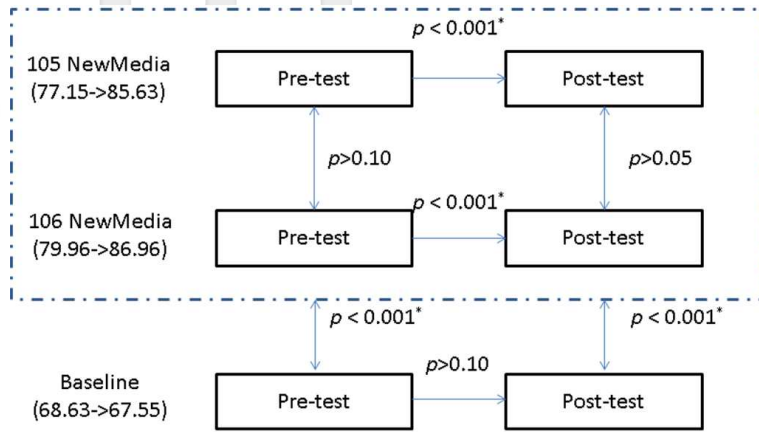 p < 0.001*
105 NewMedia
(77.15->85.63)
Pre-test
Post-test
p>0.10
p>0.05
p < 0.001*
106 NewMedia
(79.96->86.96)
Pre-test
Post-test
p < 0.001*
p < 0.001*
p>0.10
Baseline
(68.63->67.55)
Pre-test
Post-test